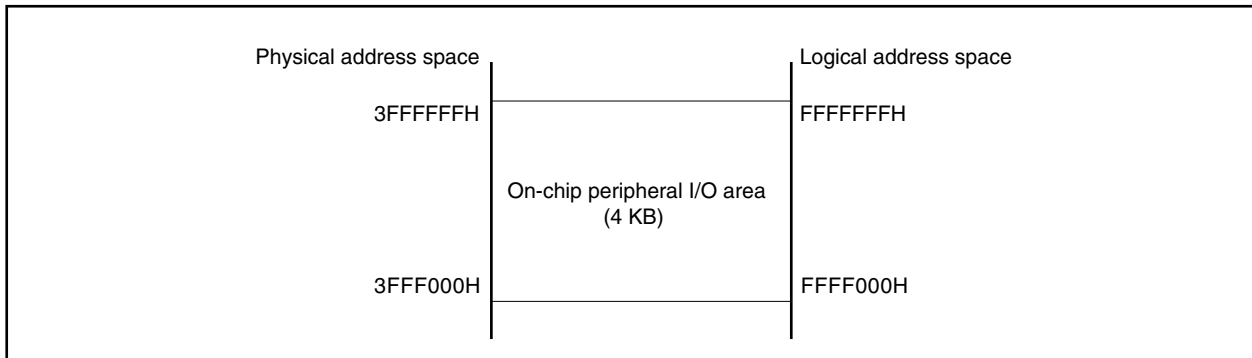 Physical address space
Logical address space
3FFFFFFH
FFFFFFFH
On-chip peripheral I/O area
(4 KB)
3FFF000H
FFFF000H